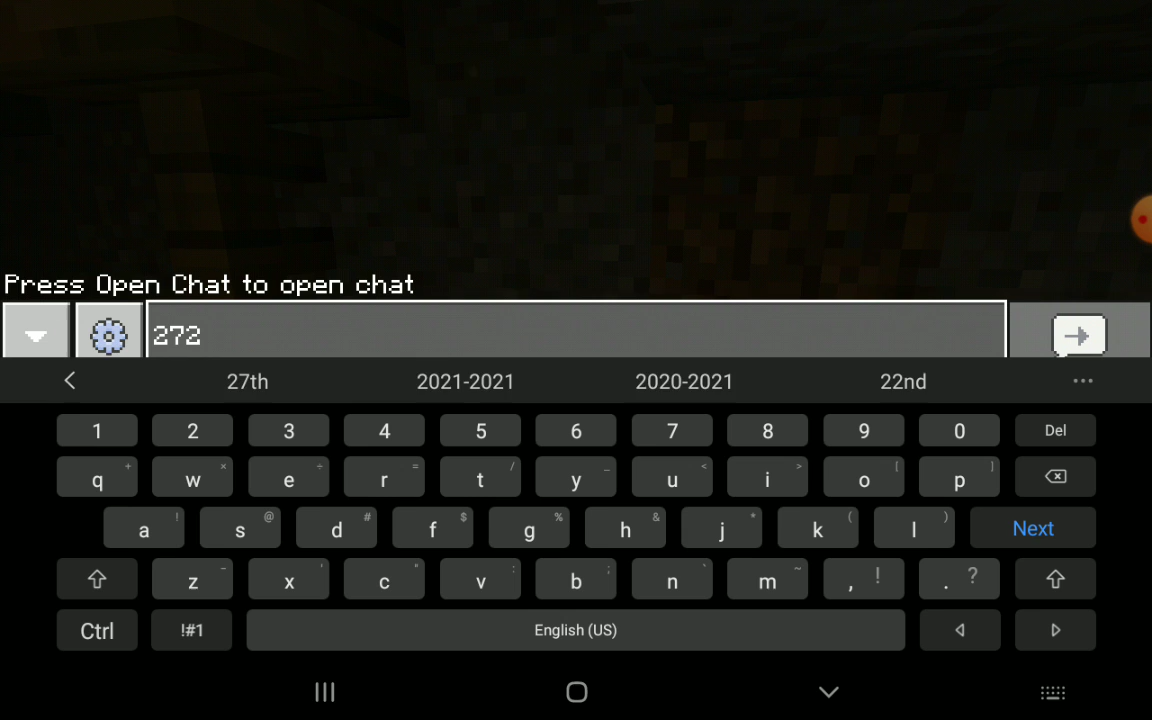 Press Open Chat to open chat
272
27th 2021-2021 2020-2021 22nd ...
1 2 3 4 5 6 7 8 9 0 Del
q + w × e ÷ r = t / y _ u < i > o [ p ]
a ! s @ d # f $ g % h & j * k ( l ) Next
z - x ' c " v : b ; n ` m ~ , ! . ?
Ctrl !#1 English (US)